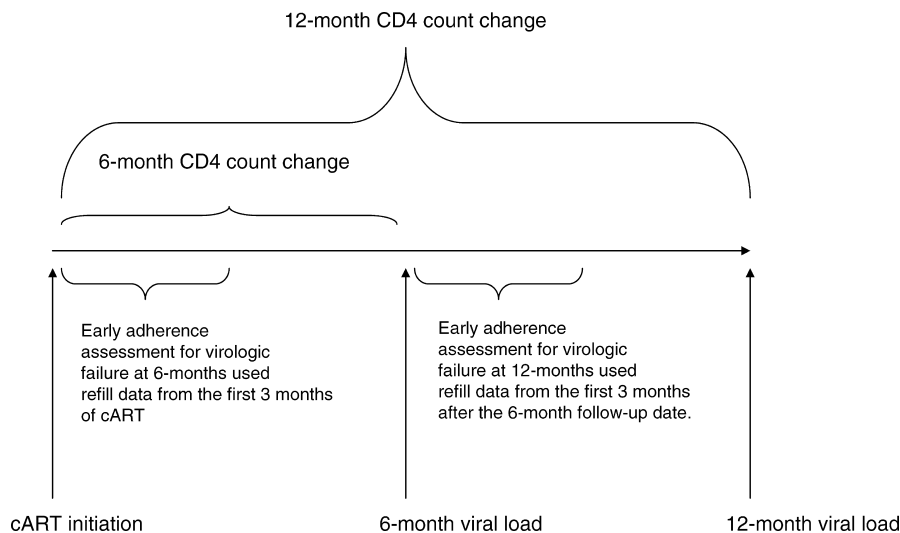 12-month CD4 count change
6-month CD4 count change
Early adherence
assessment for virologic
failure at 6-months used
refill data from the first 3 months
of cART
Early adherence
assessment for virologic
failure at 12-months used
refill data from the first 3 months
after the 6-month follow-up date.
cART initiation
6-month viral load
12-month viral load